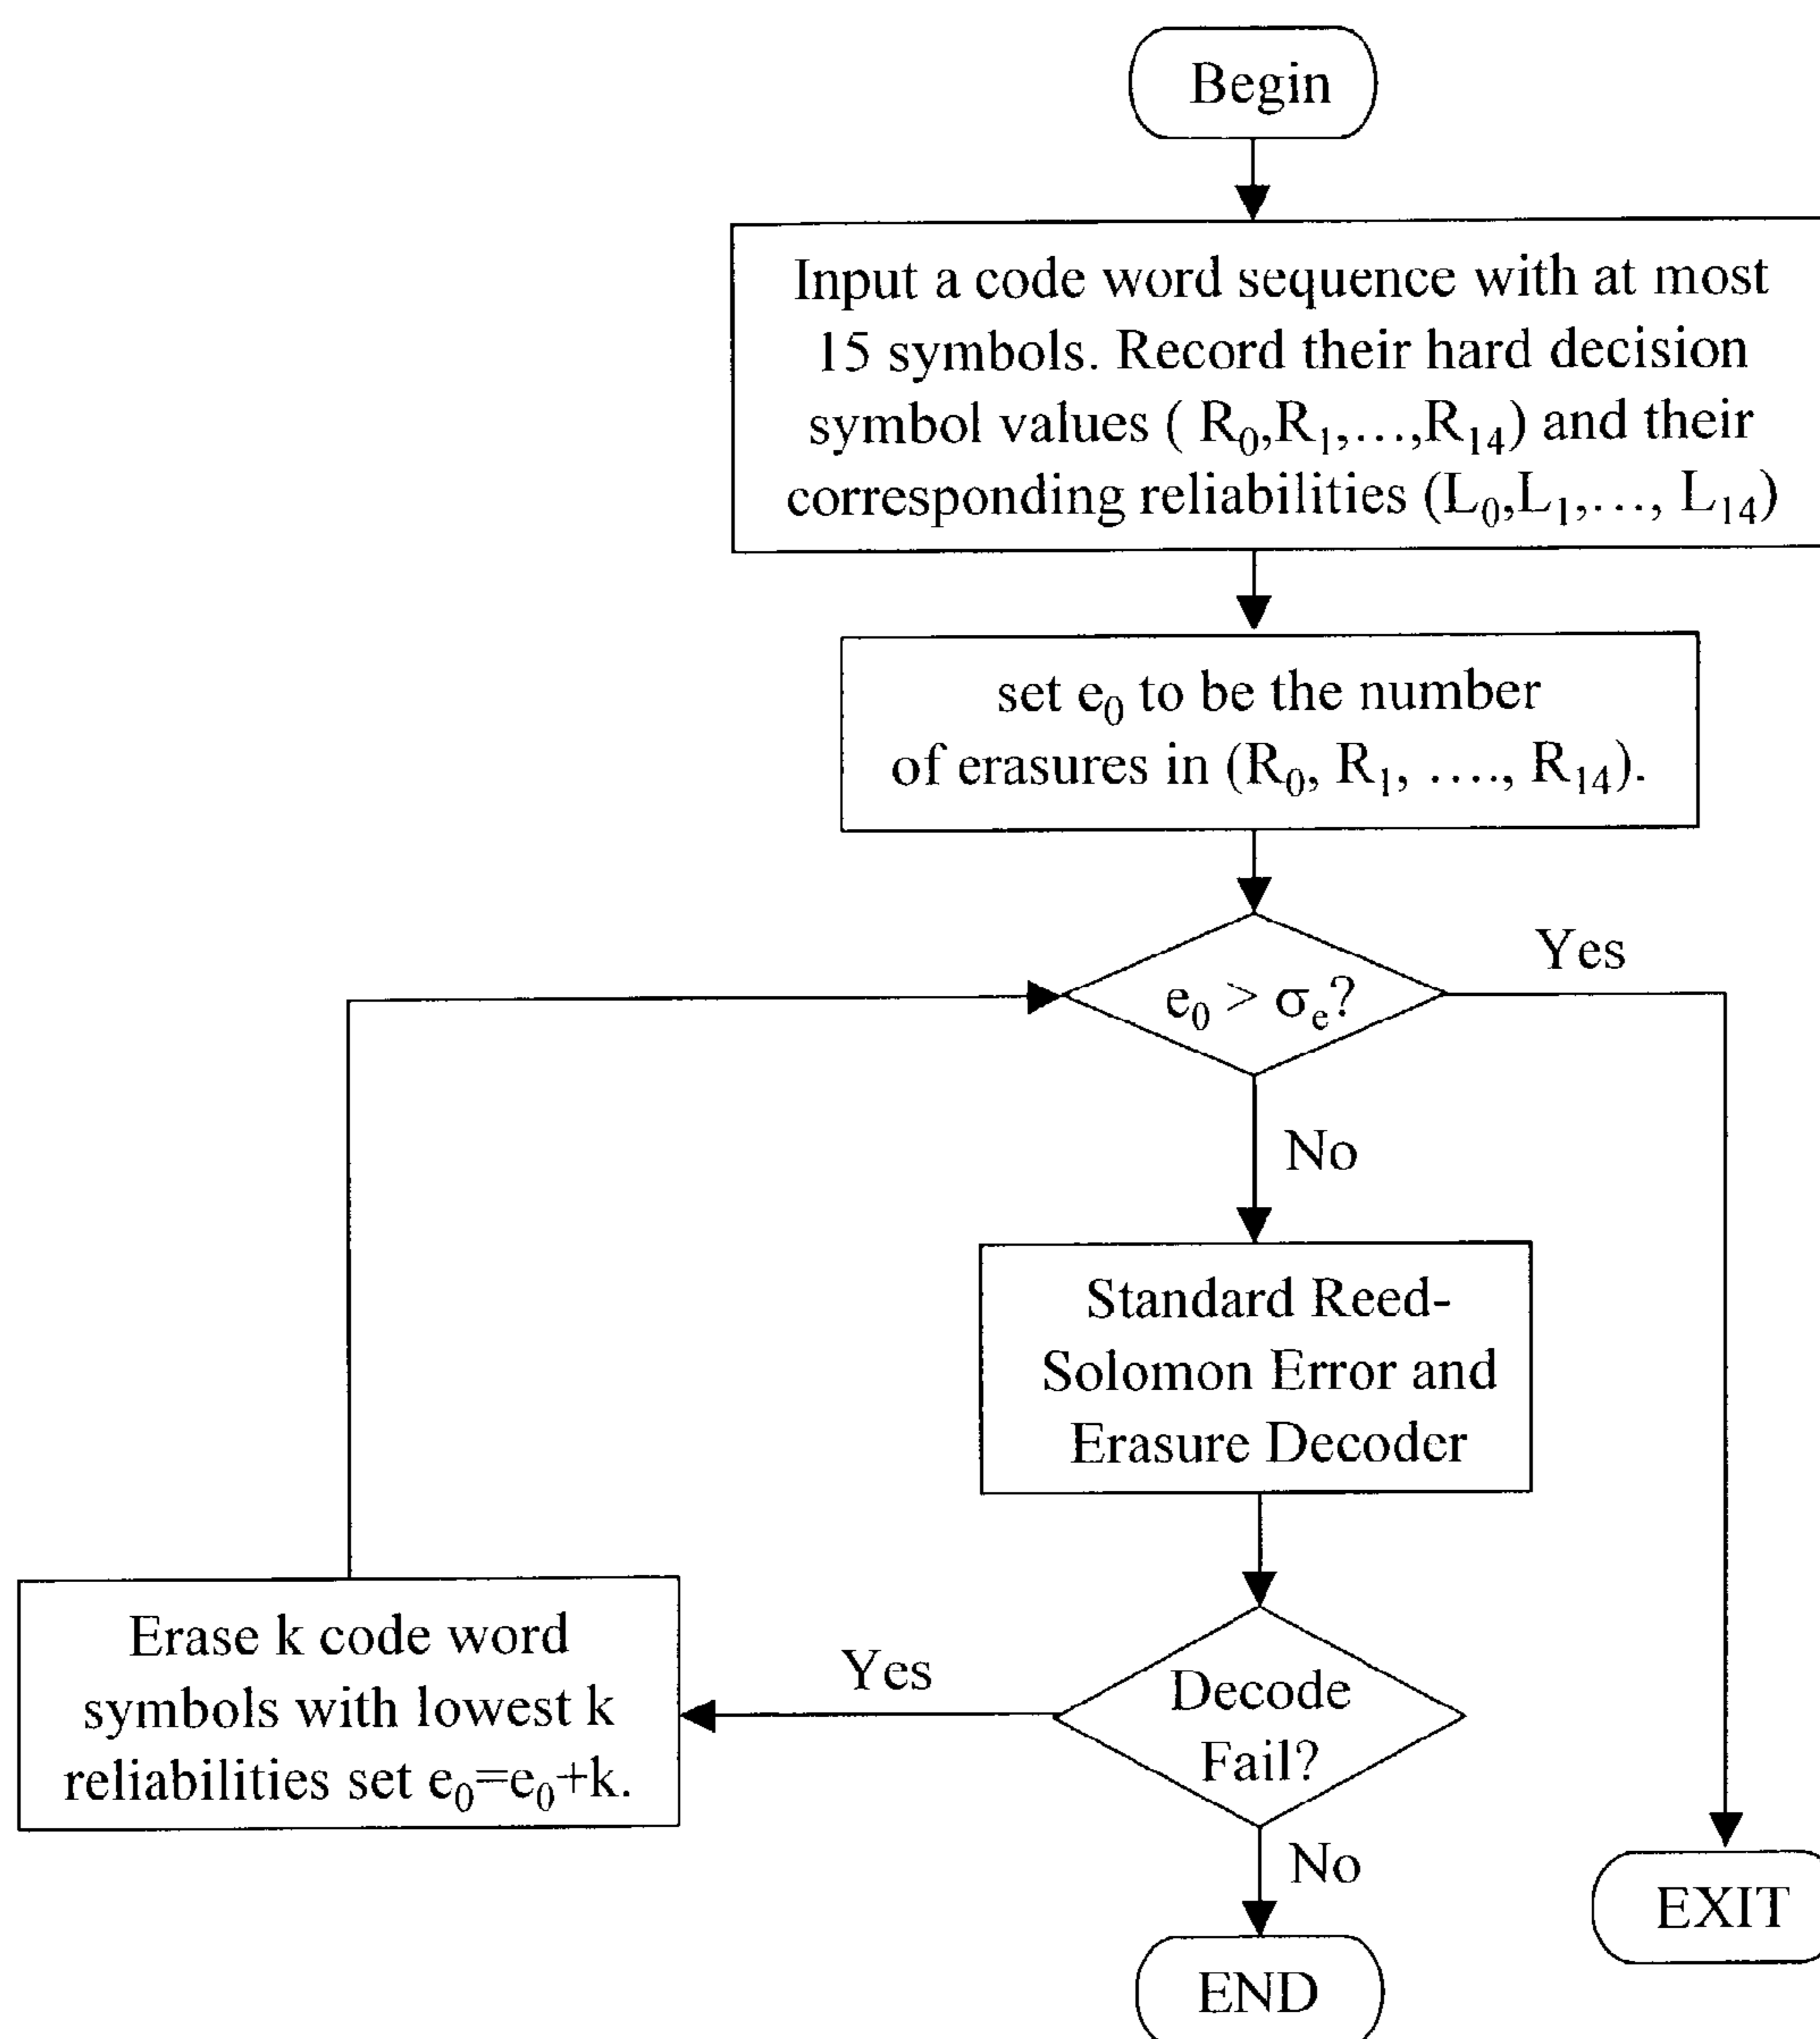 Begin
Input a code word sequence with at most
15 symbols. Record their hard decision
symbol values ( R₀,R₁,…,R₁₄) and their
corresponding reliabilities (L₀,L₁,…, L₁₄)
set e₀ to be the number
of erasures in (R₀, R₁, …., R₁₄).
Yes
e₀ > σₑ?
No
Standard Reed-
Solomon Error and
Erasure Decoder
Erase k code word
symbols with lowest k
reliabilities set e₀=e₀+k.
Yes
Decode
Fail?
No
EXIT
END